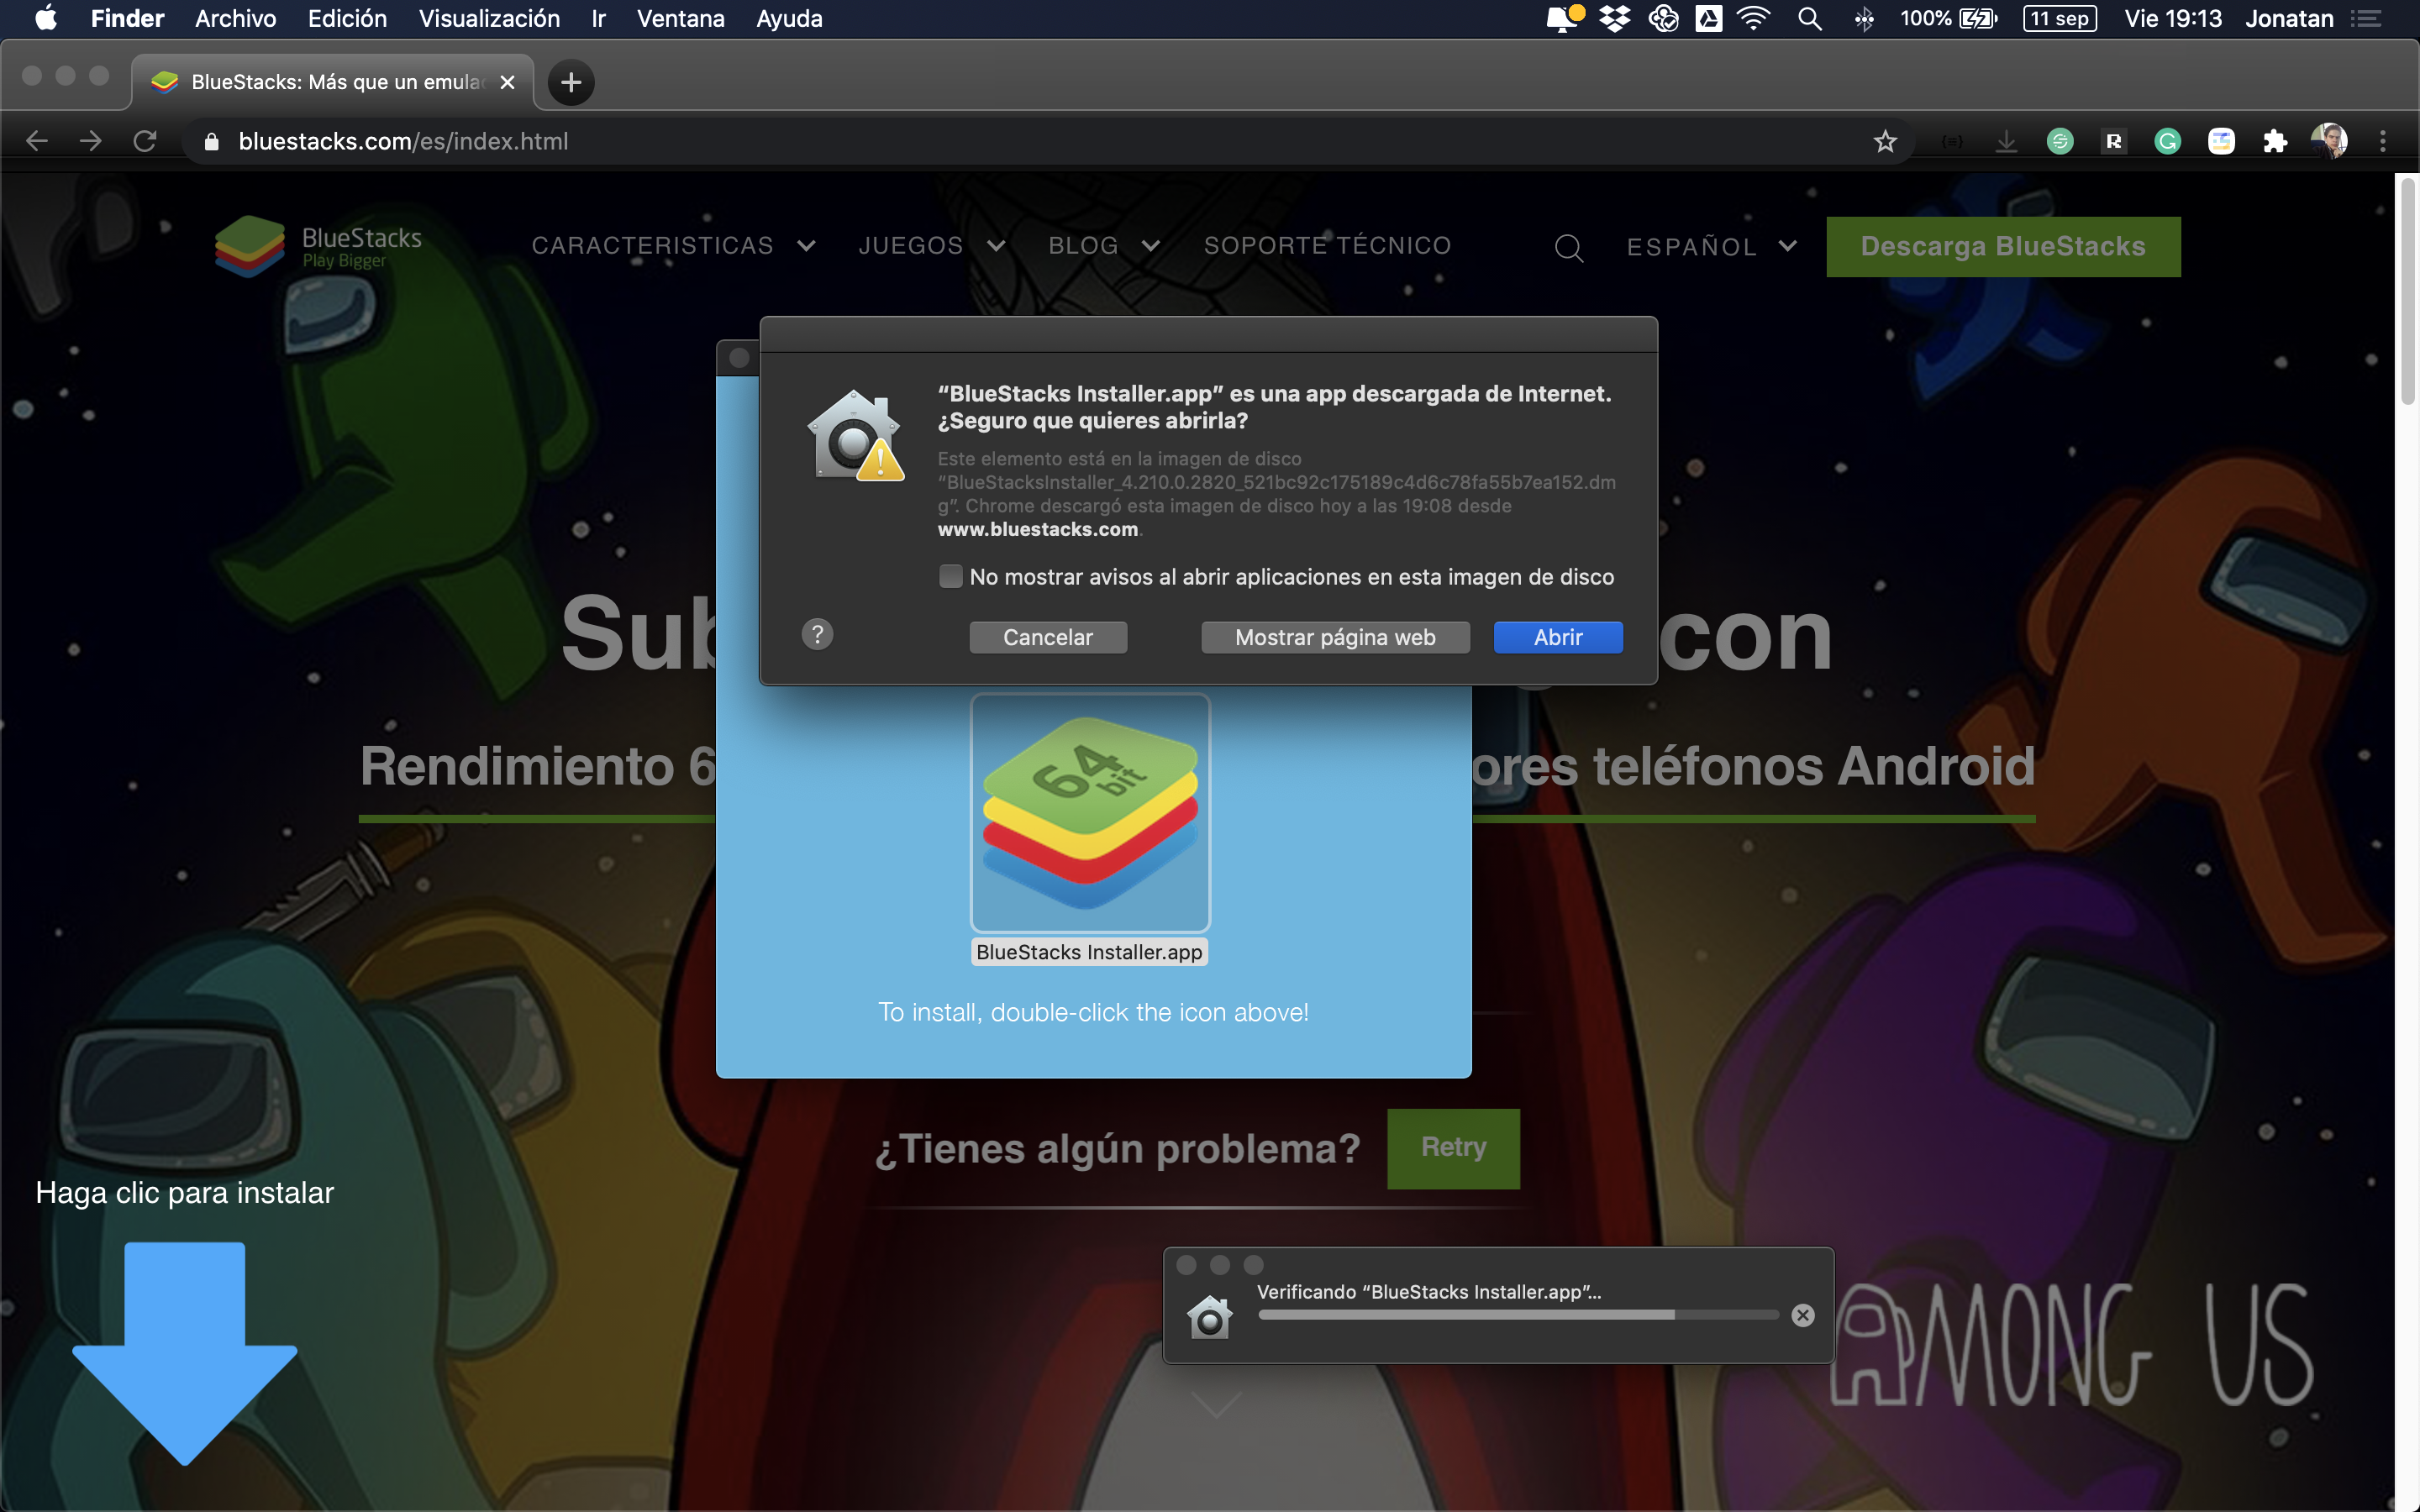 Finder Archivo Edición Visualización Ir Ventana Ayuda 100% 11 sep Vie 19:13 Jonatan
BlueStacks: Más que un emula
bluestacks.com/es/index.html
BlueStacks
Play Bigger
CARACTERISTICAS JUEGOS BLOG SOPORTE TÉCNICO ESPAÑOL Descarga BlueStacks
“BlueStacks Installer.app” es una app descargada de Internet.
¿Seguro que quieres abrirla?
Este elemento está en la imagen de disco
“BlueStacksInstaller_4.210.0.2820_521bc92c175189c4d6c78fa55b7ea152.dm
g”. Chrome descargó esta imagen de disco hoy a las 19:08 desde
www.bluestacks.com.
No mostrar avisos al abrir aplicaciones en esta imagen de disco
? Cancelar Mostrar página web Abrir
Sub con
Rendimiento 6 ores teléfonos Android
64
bit
BlueStacks Installer.app
To install, double-click the icon above!
¿Tienes algún problema? Retry
Haga clic para instalar
Verificando “BlueStacks Installer.app”...
AMONG US